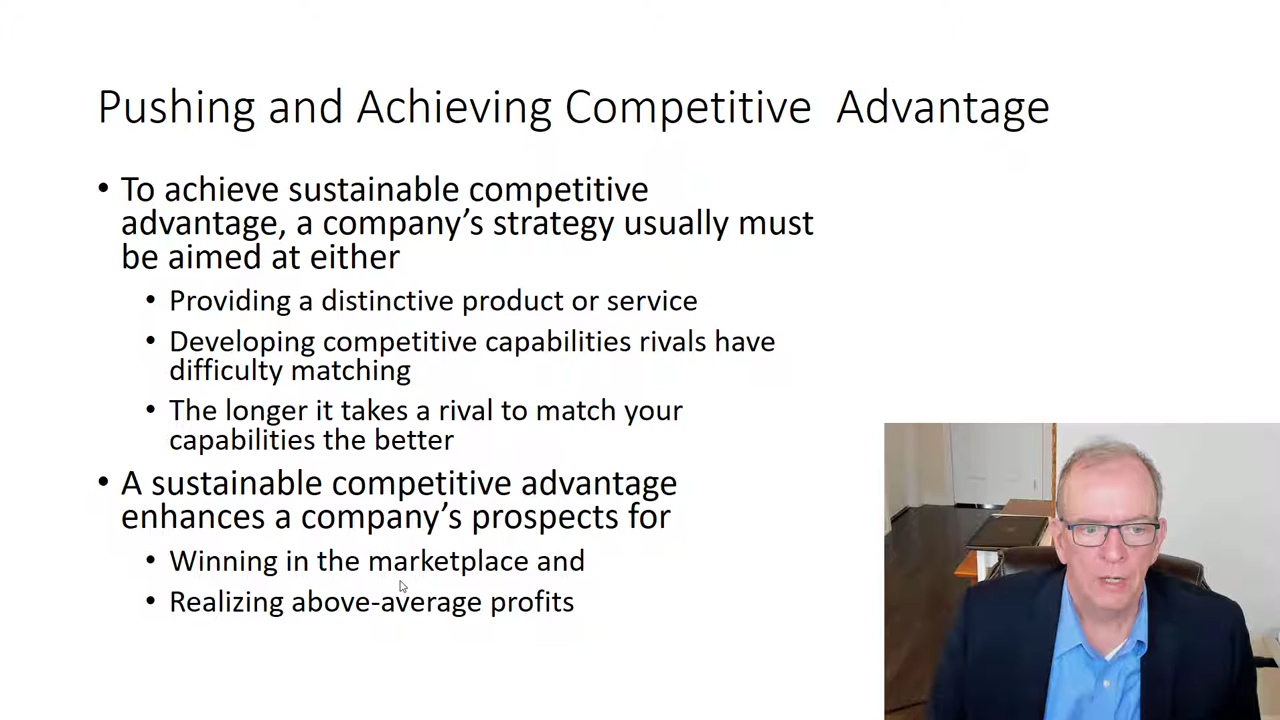 Pushing and Achieving Competitive Advantage
• To achieve sustainable competitive
advantage, a company’s strategy usually must
be aimed at either
• Providing a distinctive product or service
• Developing competitive capabilities rivals have
difficulty matching
• The longer it takes a rival to match your
capabilities the better
• A sustainable competitive advantage
enhances a company’s prospects for
• Winning in the marketplace and
• Realizing above-average profits